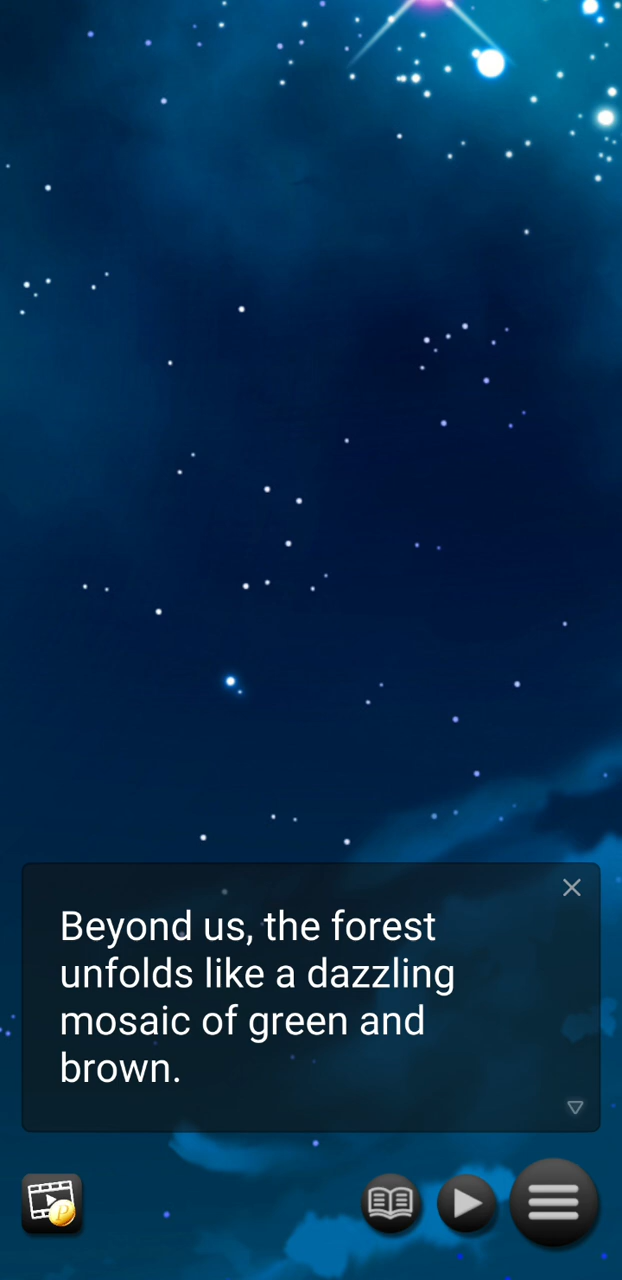 Beyond us, the forest
unfolds like a dazzling
mosaic of green and
brown.
P